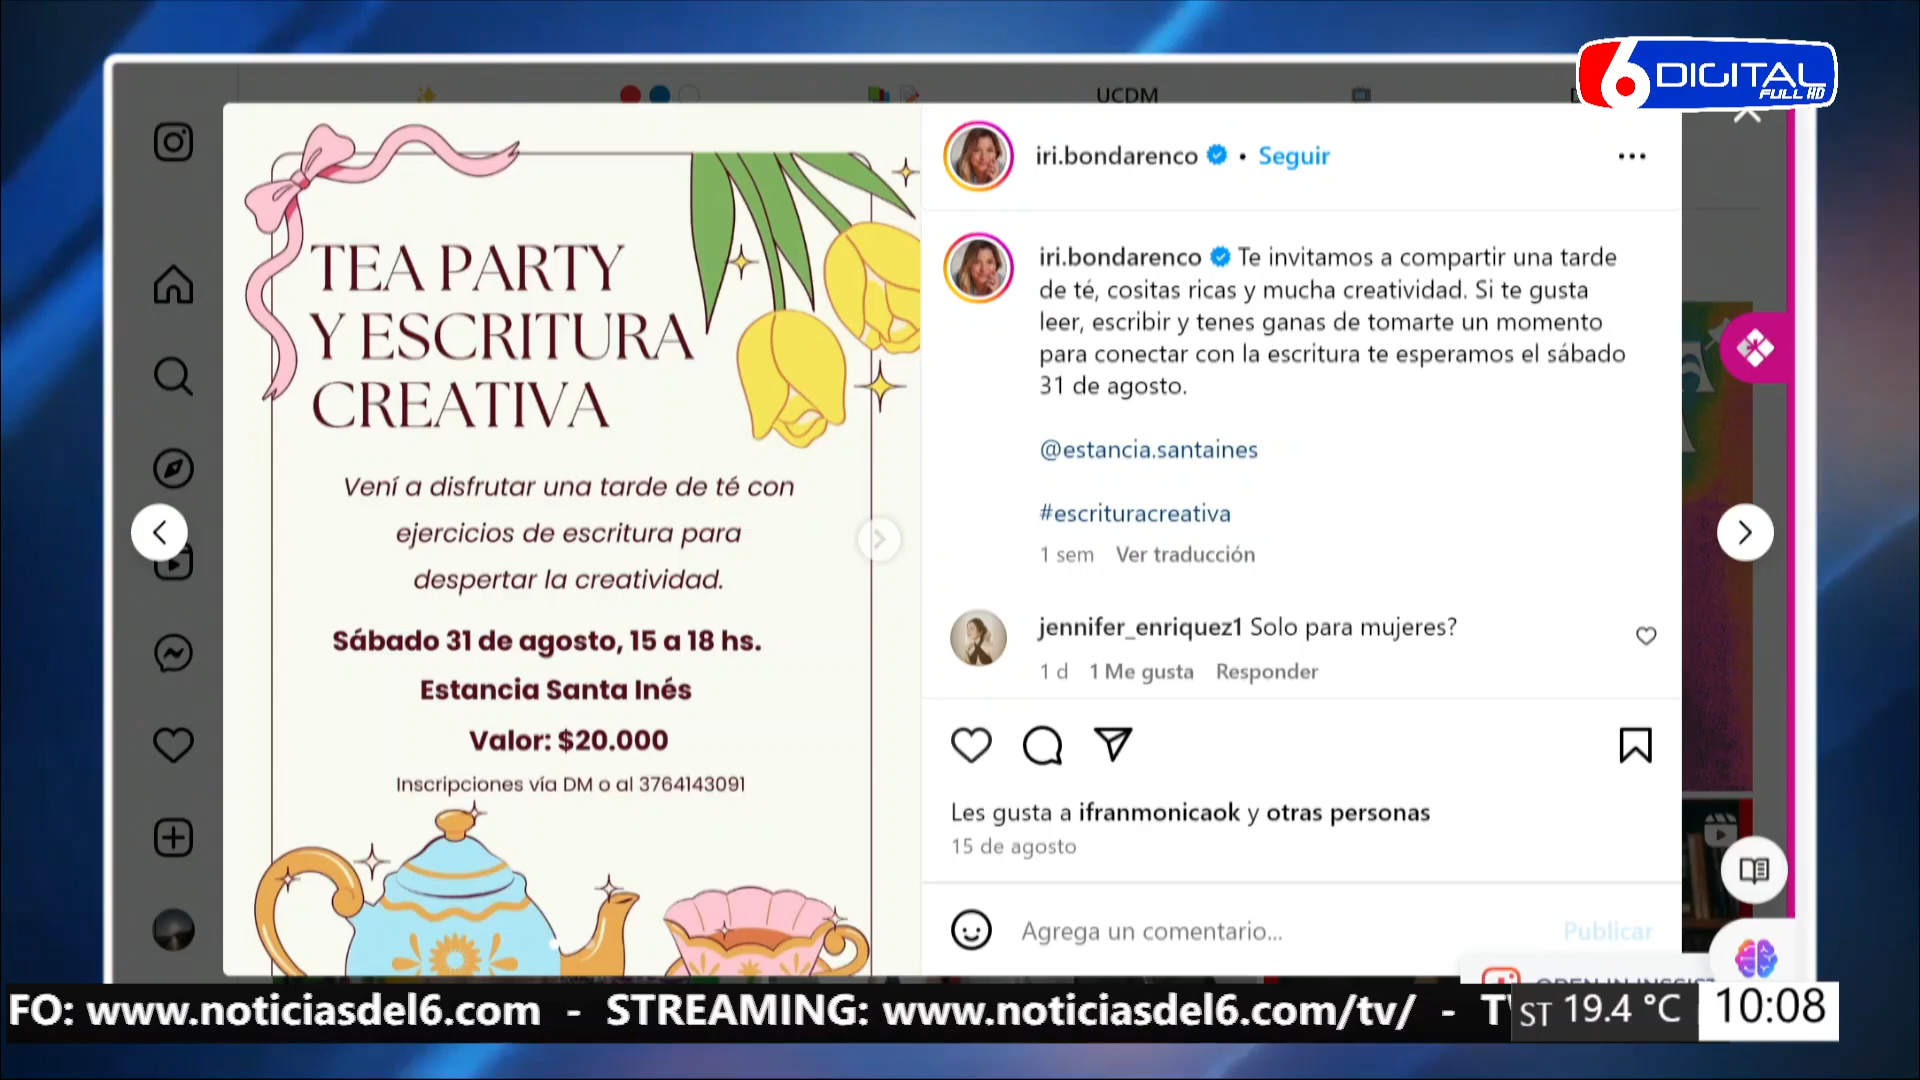 UCDM
6 DIGITAL
FULL HD
TEA PARTY
Y ESCRITURA
CREATIVA
Vení a disfrutar una tarde de té con
ejercicios de escritura para
despertar la creatividad.
Sábado 31 de agosto, 15 a 18 hs.
Estancia Santa Inés
Valor: $20.000
Inscripciones vía DM o al 3764143091
iri.bondarenco • Seguir
iri.bondarenco Te invitamos a compartir una tarde
de té, cositas ricas y mucha creatividad. Si te gusta
leer, escribir y tenes ganas de tomarte un momento
para conectar con la escritura te esperamos el sábado
31 de agosto.
@estancia.santaines
#escrituracreativa
1 sem Ver traducción
jennifer_enriquez1 Solo para mujeres?
1 d 1 Me gusta Responder
Les gusta a ifranmonicaok y otras personas
15 de agosto
Agrega un comentario...
Publicar
FO: www.noticiasdel6.com - STREAMING: www.noticiasdel6.com/tv/ - T
ST 19.4 °C
10:08